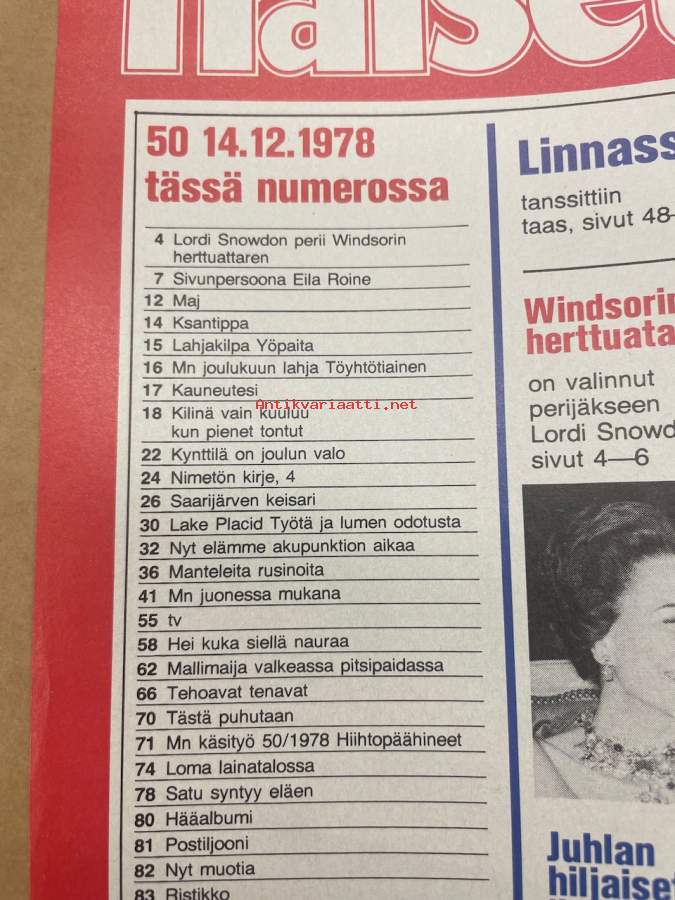 50 14.12.1978
tässä numerossa
4 Lordi Snowdon perii Windsorin
herttuattaren
7 Sivunpersoona Eila Roine
12 Maj
14 Ksantippa
15 Lahjakilpa Yöpaita
16 Mn joulukuun lahja Töyhtötiainen
17 Kauneutesi
18 Kilinä vain kuuluu
kun pienet tontut
22 Kynttilä on joulun valo
24 Nimetön kirje, 4
26 Saarijärven keisari
30 Lake Placid Työtä ja lumen odotusta
32 Nyt elämme akupunktion aikaa
36 Manteleita rusinoita
41 Mn juonessa mukana
55 tv
58 Hei kuka siellä nauraa
62 Mallimaija valkeassa pitsipaidassa
66 Tehoavat tenavat
70 Tästä puhutaan
71 Mn käsityö 50/1978 Hiihtopäähineet
74 Loma lainatalossa
78 Satu syntyy eläen
80 Hääalbumi
81 Postiljooni
82 Nyt muotia
83 Ristikko
Linnass
tanssittiin
taas, sivut 48—
Windsorin
herttuata
on valinnut
perijäkseen
Lordi Snowd
sivut 4—6
Juhlan
hiljaiset
Antikvariaatti.net